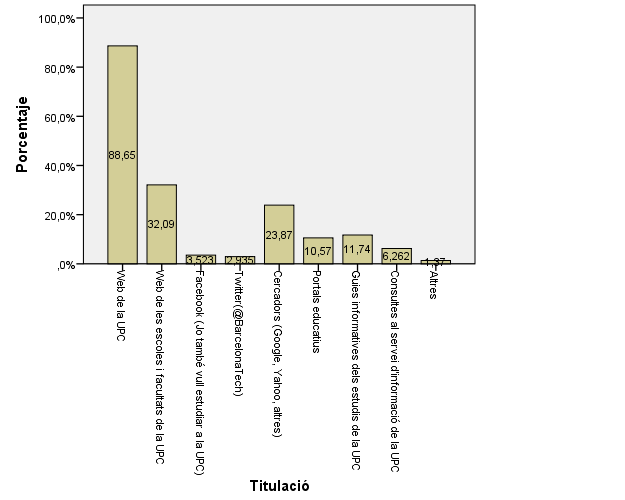 100,0%
80,0%
60,0%
40,0%
20,0%
,0%
Porcentaje
88,65
32,09
3,523
2,935
23,87
10,57
11,74
6,262
1,37
Web de la UPC
Web de les escoles i facultats de la UPC
Facebook (Jo també vull estudiar a la UPC)
Twitter(@BarcelonaTech)
Cercadors (Google, Yahoo, altres)
Portals educatius
Guies informatives dels estudis de la UPC
Consultes al servei d'informació de la UPC
Altres
Titulació